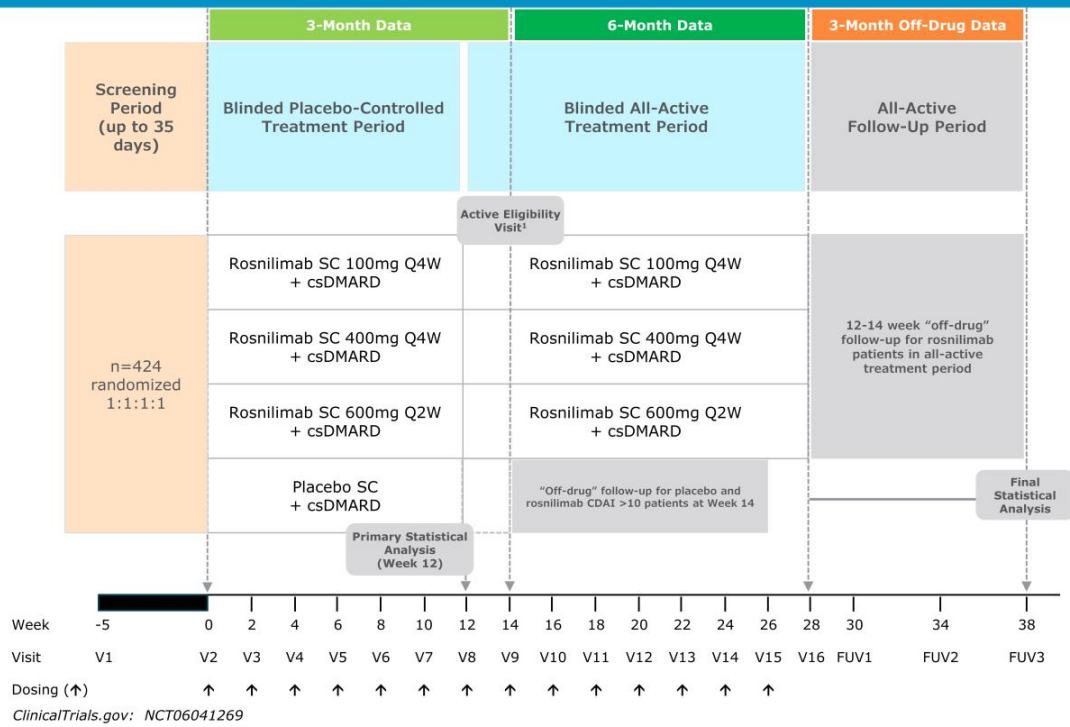 3-Month Data
6-Month Data
3-Month Off-Drug Data
Screening
Period
(up to 35
days)
Blinded Placebo-Controlled
Treatment Period
Blinded All-Active
Treatment Period
All-Active
Follow-Up Period
Active Eligibility
Visit¹
Rosnilimab SC 100mg Q4W
+ csDMARD
Rosnilimab SC 100mg Q4W
+ csDMARD
Rosnilimab SC 400mg Q4W
+ csDMARD
Rosnilimab SC 400mg Q4W
+ csDMARD
12-14 week “off-drug”
follow-up for rosnilimab
patients in all-active
treatment period
n=424
randomized
1:1:1:1
Rosnilimab SC 600mg Q2W
+ csDMARD
Rosnilimab SC 600mg Q2W
+ csDMARD
Placebo SC
+ csDMARD
“Off-drug” follow-up for placebo and
rosnilimab CDAI >10 patients at Week 14
Final
Statistical
Analysis
Primary Statistical
Analysis
(Week 12)
Week -5 0 2 4 6 8 10 12 14 16 18 20 22 24 26 28 30 34 38
Visit V1 V2 V3 V4 V5 V6 V7 V8 V9 V10 V11 V12 V13 V14 V15 V16 FUV1 FUV2 FUV3
Dosing (↑) ↑ ↑ ↑ ↑ ↑ ↑ ↑ ↑ ↑ ↑ ↑ ↑ ↑ ↑
ClinicalTrials.gov: NCT06041269